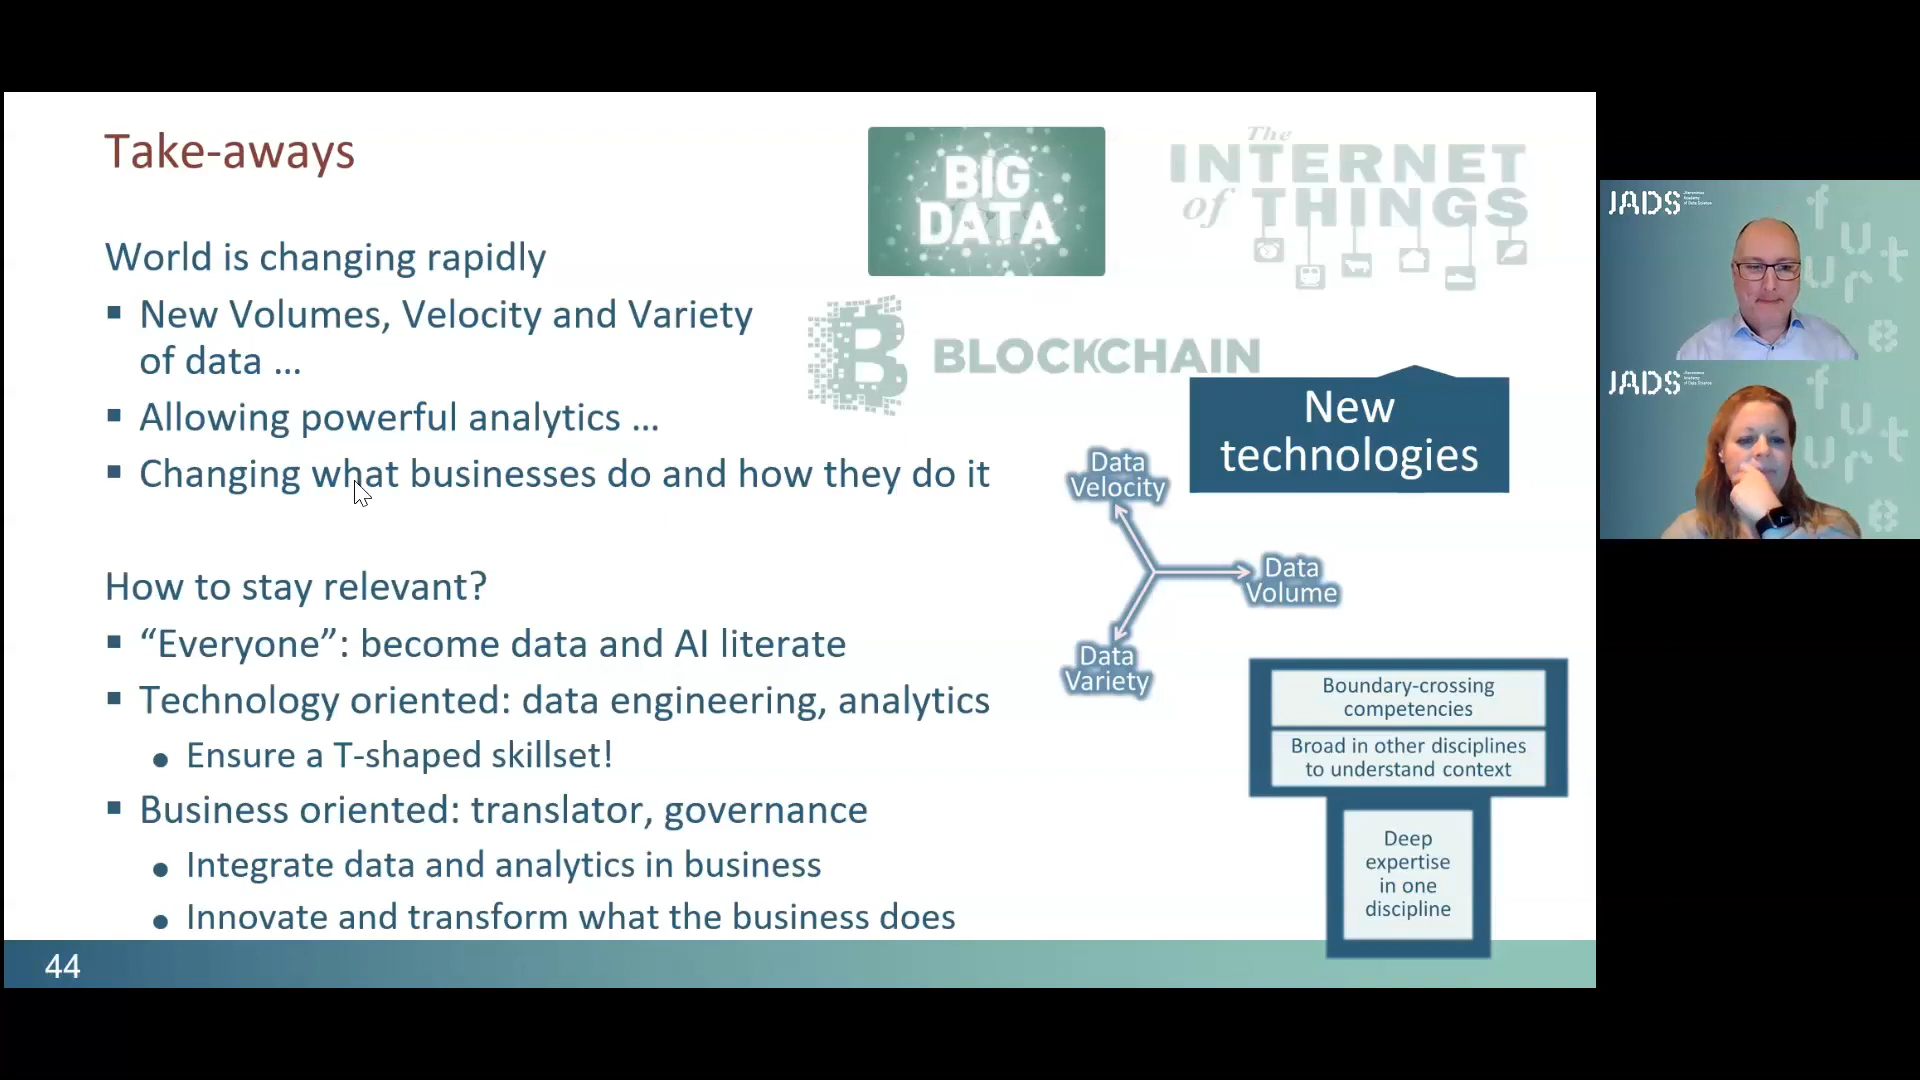 Take-aways
World is changing rapidly
▪ New Volumes, Velocity and Variety
of data ...
▪ Allowing powerful analytics ...
▪ Changing what businesses do and how they do it
How to stay relevant?
▪ “Everyone”: become data and AI literate
▪ Technology oriented: data engineering, analytics
• Ensure a T-shaped skillset!
▪ Business oriented: translator, governance
• Integrate data and analytics in business
• Innovate and transform what the business does
44
BIG
DATA
The
INTERNET
of THINGS
B BLOCKCHAIN
New
technologies
Data
Velocity
Data
Volume
Data
Variety
Boundary-crossing
competencies
Broad in other disciplines
to understand context
Deep
expertise
in one
discipline
JADS
JADS